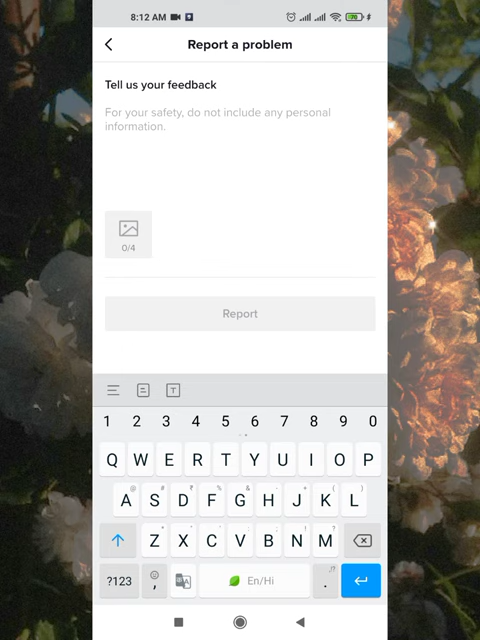 8:12 AM
70
Report a problem
Tell us your feedback
For your safety, do not include any personal
information.
0/4
Report
T
1 2 3 4 5 6 7 8 9 0
Q W E R T Y U I O P
@ # ₹ % & - + ( )
A S D F G H J K L
* " ' : ; ! ?
Z X C V B N M
?123 , En/Hi . ,!?